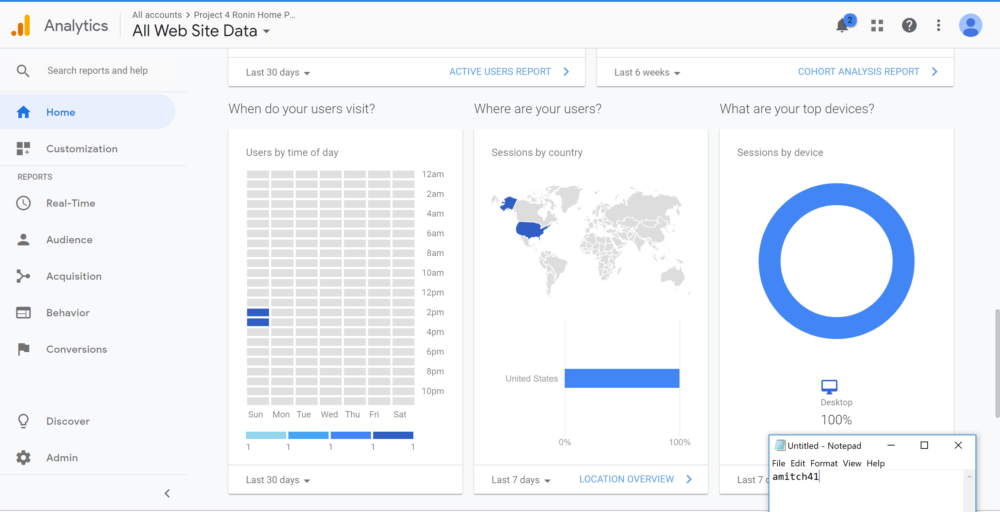 Analytics
All accounts > Project 4 Ronin Home P...
All Web Site Data
2
Search reports and help
Home
Customization
REPORTS
Real-Time
Audience
Acquisition
Behavior
Conversions
Discover
Admin
Last 30 days
ACTIVE USERS REPORT
Last 6 weeks
COHORT ANALYSIS REPORT
When do your users visit?
Users by time of day
12am
2am
4am
6am
8am
10am
12pm
2pm
4pm
6pm
8pm
10pm
Sun Mon Tue Wed Thu Fri Sat
1 1 1 1 1
Last 30 days
Where are your users?
Sessions by country
United States
0% 100%
Last 7 days
LOCATION OVERVIEW
What are your top devices?
Sessions by device
Desktop
100%
Last 7
Untitled - Notepad
File Edit Format View Help
amitch41